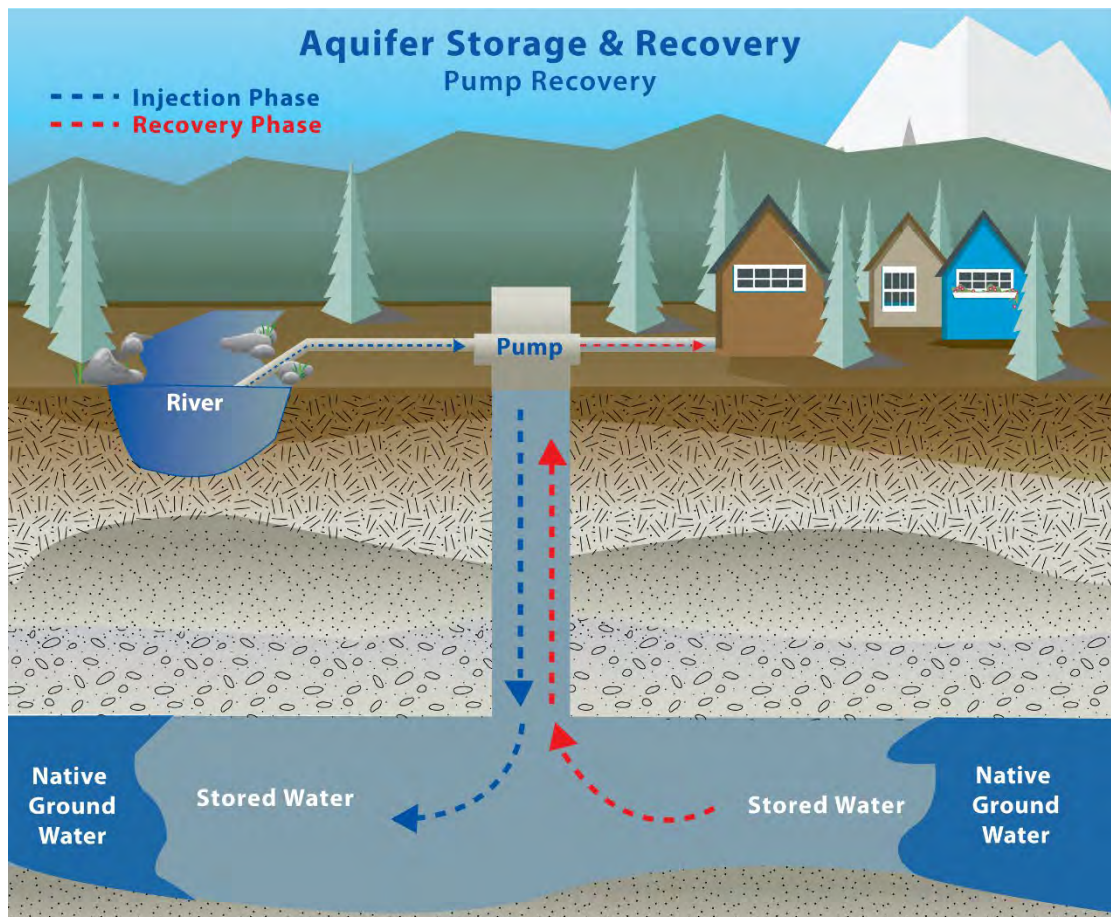 Aquifer Storage & Recovery
Pump Recovery
Injection Phase
Recovery Phase
Pump
River
Native
Ground
Water
Stored Water
Stored Water
Native
Ground
Water